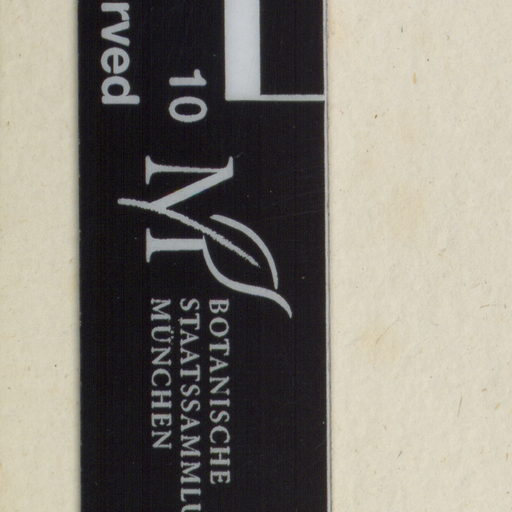 rved
10
BOTANISCHE
STAATSSAMMLU
MÜNCHEN